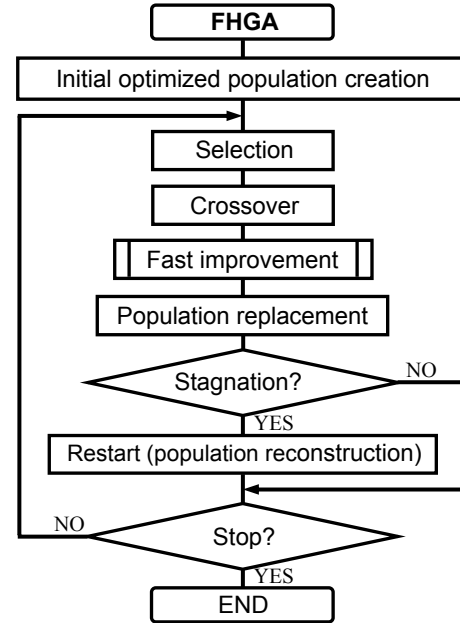 FHGA
Initial optimized population creation
Selection
Crossover
Fast improvement
Population replacement
Stagnation?
NO
YES
Restart (population reconstruction)
NO
Stop?
YES
END